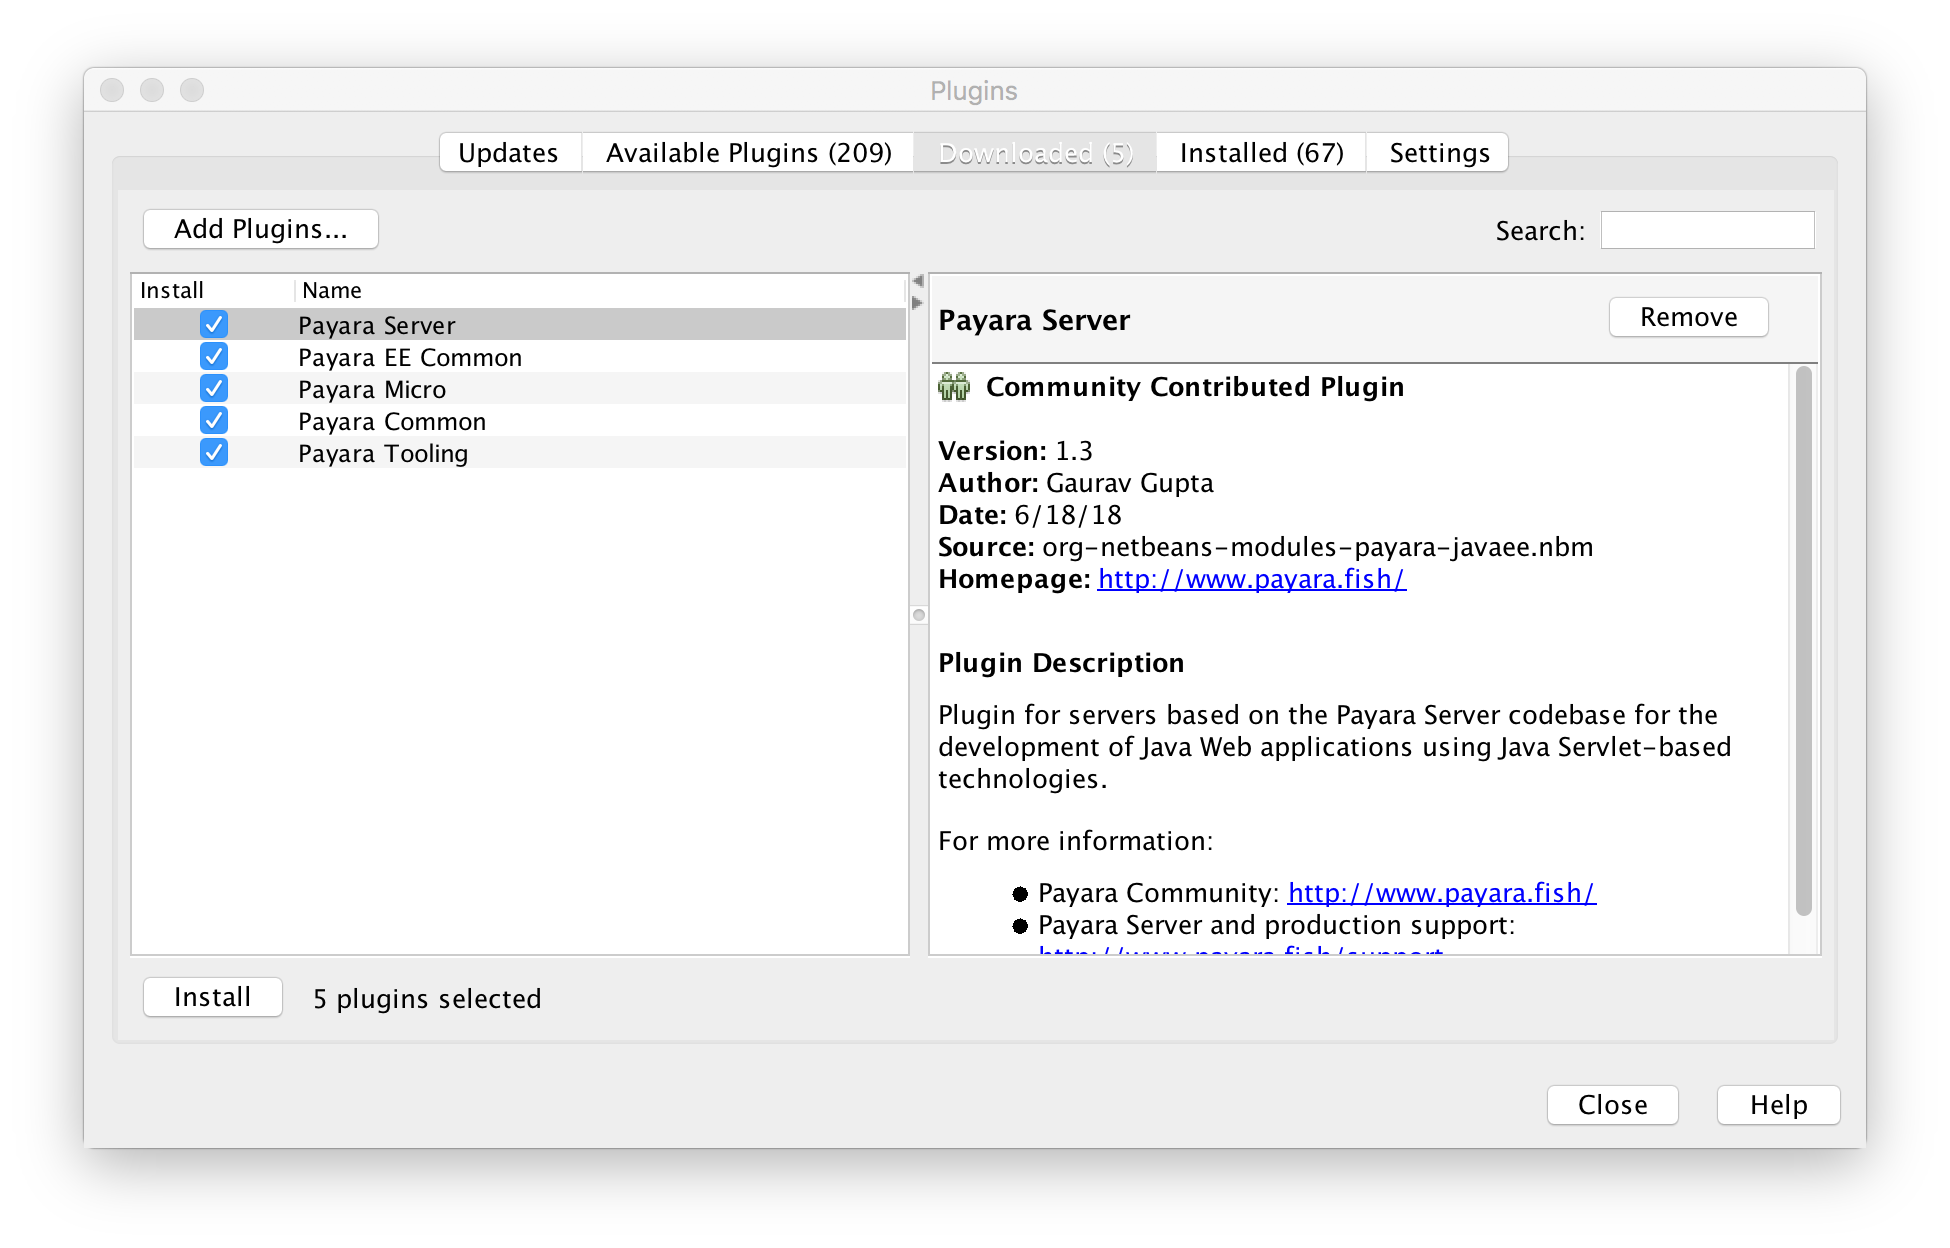 Plugins
Updates
Available Plugins (209)
Downloaded (5)
Installed (67)
Settings
Add Plugins...
Search:
Install
Name
Payara Server
Payara EE Common
Payara Micro
Payara Common
Payara Tooling
Payara Server
Remove
Community Contributed Plugin
Version: 1.3
Author: Gaurav Gupta
Date: 6/18/18
Source: org-netbeans-modules-payara-javaee.nbm
Homepage: http://www.payara.fish/
Plugin Description
Plugin for servers based on the Payara Server codebase for the
development of Java Web applications using Java Servlet-based
technologies.
For more information:
Payara Community: http://www.payara.fish/
Payara Server and production support:
http://www.payara.fish/support
Install
5 plugins selected
Close
Help